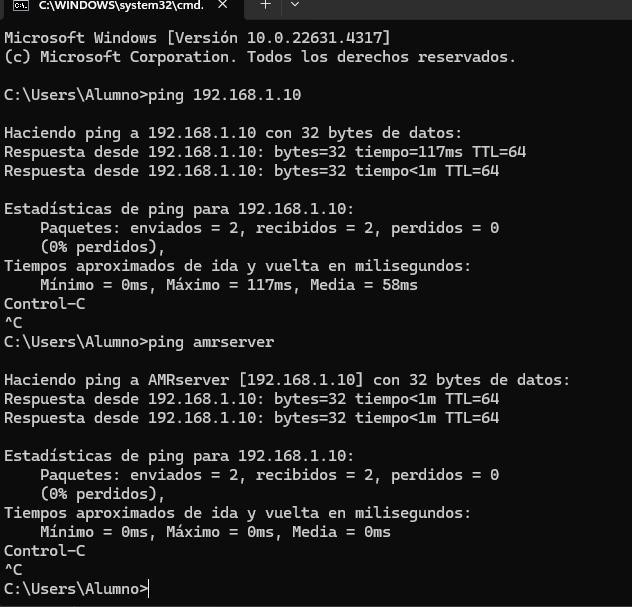 C:\WINDOWS\system32\cmd.
Microsoft Windows [Versión 10.0.22631.4317]
(c) Microsoft Corporation. Todos los derechos reservados.
C:\Users\Alumno>ping 192.168.1.10
Haciendo ping a 192.168.1.10 con 32 bytes de datos:
Respuesta desde 192.168.1.10: bytes=32 tiempo=117ms TTL=64
Respuesta desde 192.168.1.10: bytes=32 tiempo<1m TTL=64
Estadísticas de ping para 192.168.1.10:
    Paquetes: enviados = 2, recibidos = 2, perdidos = 0
    (0% perdidos),
Tiempos aproximados de ida y vuelta en milisegundos:
    Mínimo = 0ms, Máximo = 117ms, Media = 58ms
Control-C
^C
C:\Users\Alumno>ping amrserver
Haciendo ping a AMRserver [192.168.1.10] con 32 bytes de datos:
Respuesta desde 192.168.1.10: bytes=32 tiempo<1m TTL=64
Respuesta desde 192.168.1.10: bytes=32 tiempo<1m TTL=64
Estadísticas de ping para 192.168.1.10:
    Paquetes: enviados = 2, recibidos = 2, perdidos = 0
    (0% perdidos),
Tiempos aproximados de ida y vuelta en milisegundos:
    Mínimo = 0ms, Máximo = 0ms, Media = 0ms
Control-C
^C
C:\Users\Alumno>